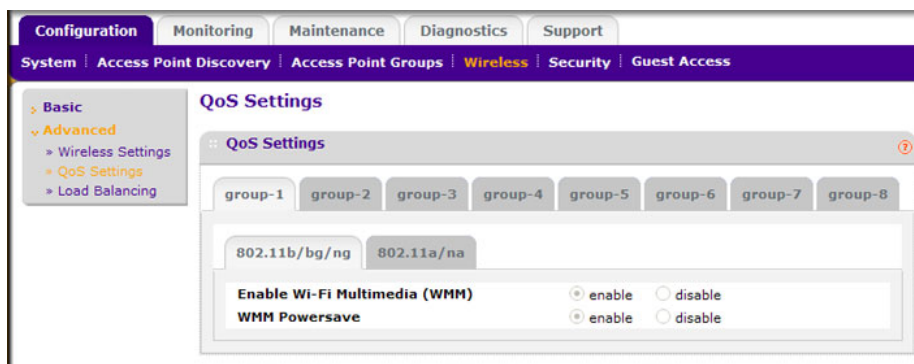 Configuration Monitoring Maintenance Diagnostics Support
System Access Point Discovery Access Point Groups Wireless Security Guest Access
Basic
Advanced
» Wireless Settings
» QoS Settings
» Load Balancing
QoS Settings
QoS Settings ?
group-1 group-2 group-3 group-4 group-5 group-6 group-7 group-8
802.11b/bg/ng 802.11a/na
Enable Wi-Fi Multimedia (WMM) enable disable
WMM Powersave enable disable